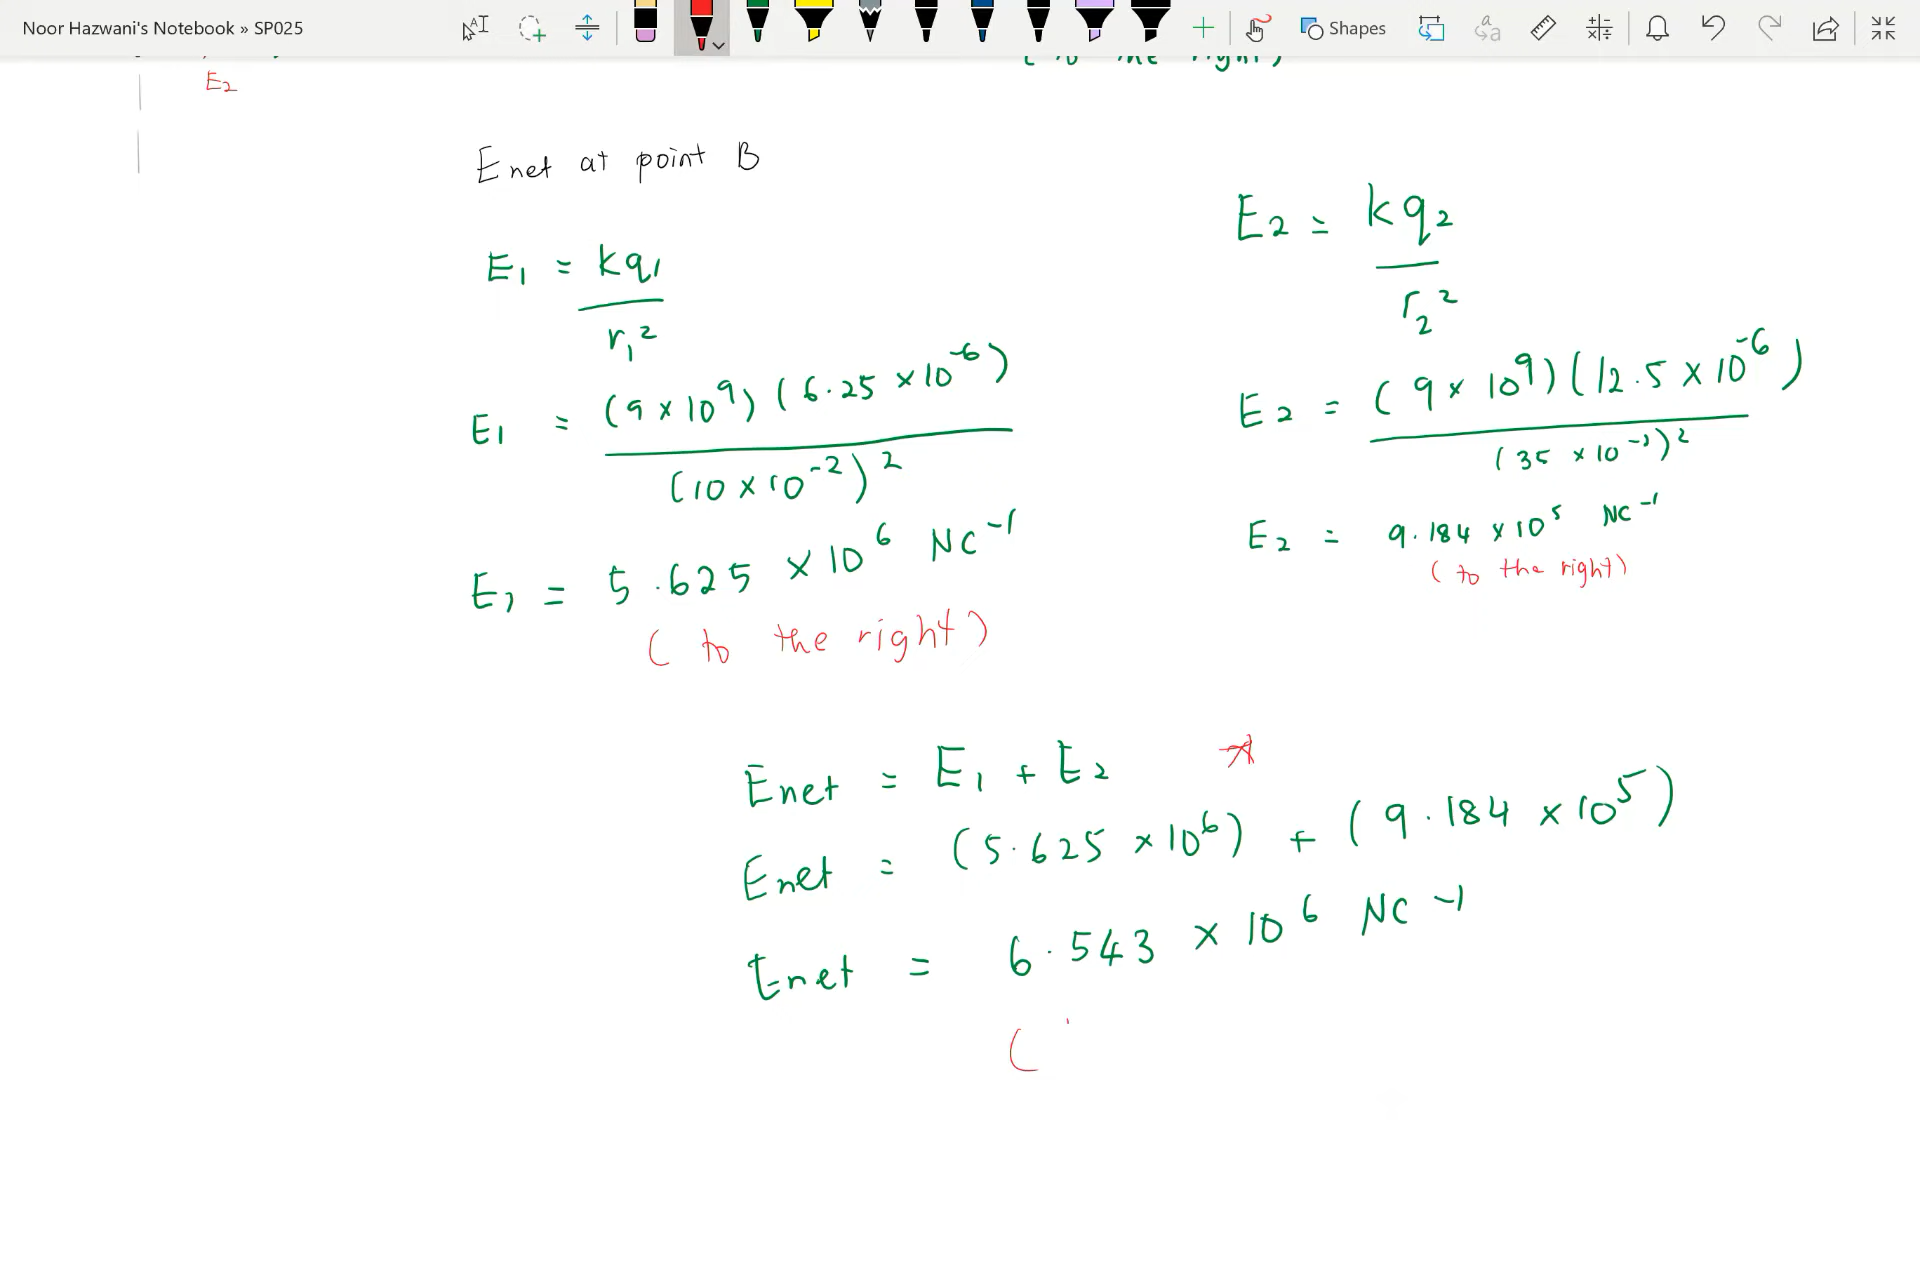 Noor Hazwani's Notebook » SP025
Shapes
(to the right)
E₂
Enet at point B
E₁ = kq₁
r₁²
E₁ = (9 × 10⁹) (6.25 × 10⁻⁶)
(10 × 10⁻²)²
E₁ = 5.625 × 10⁶ NC⁻¹
(to the right)
E₂ = kq₂
r₂²
E₂ = (9 × 10⁹)(12.5 × 10⁻⁶)
(35 × 10⁻²)²
E₂ = 9.184 × 10⁵ NC⁻¹
(to the right)
Enet = E₁ + E₂
Enet = (5.625 × 10⁶) + (9.184 × 10⁵)
Enet = 6.543 × 10⁶ NC⁻¹
(